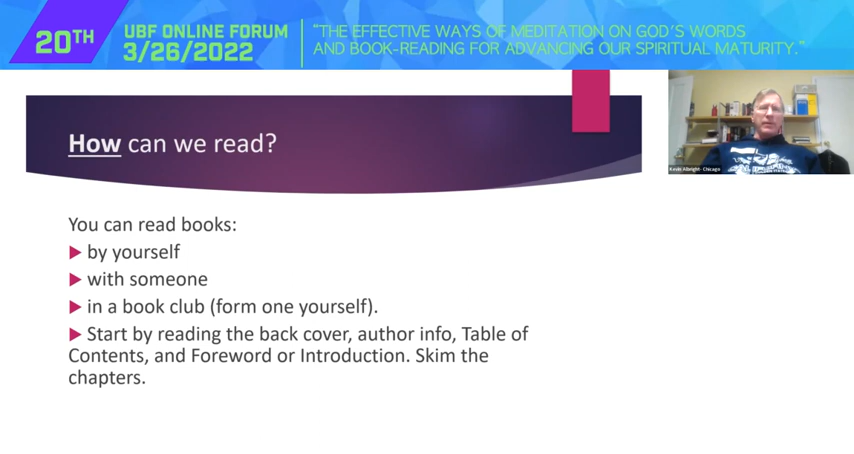 20TH
UBF ONLINE FORUM
3/26/2022
"THE EFFECTIVE WAYS OF MEDITATION ON GOD'S WORDS
AND BOOK-READING FOR ADVANCING OUR SPIRITUAL MATURITY."
How can we read?
Kevin Albright- Chicago
You can read books:
by yourself
with someone
in a book club (form one yourself).
Start by reading the back cover, author info, Table of
Contents, and Foreword or Introduction. Skim the
chapters.